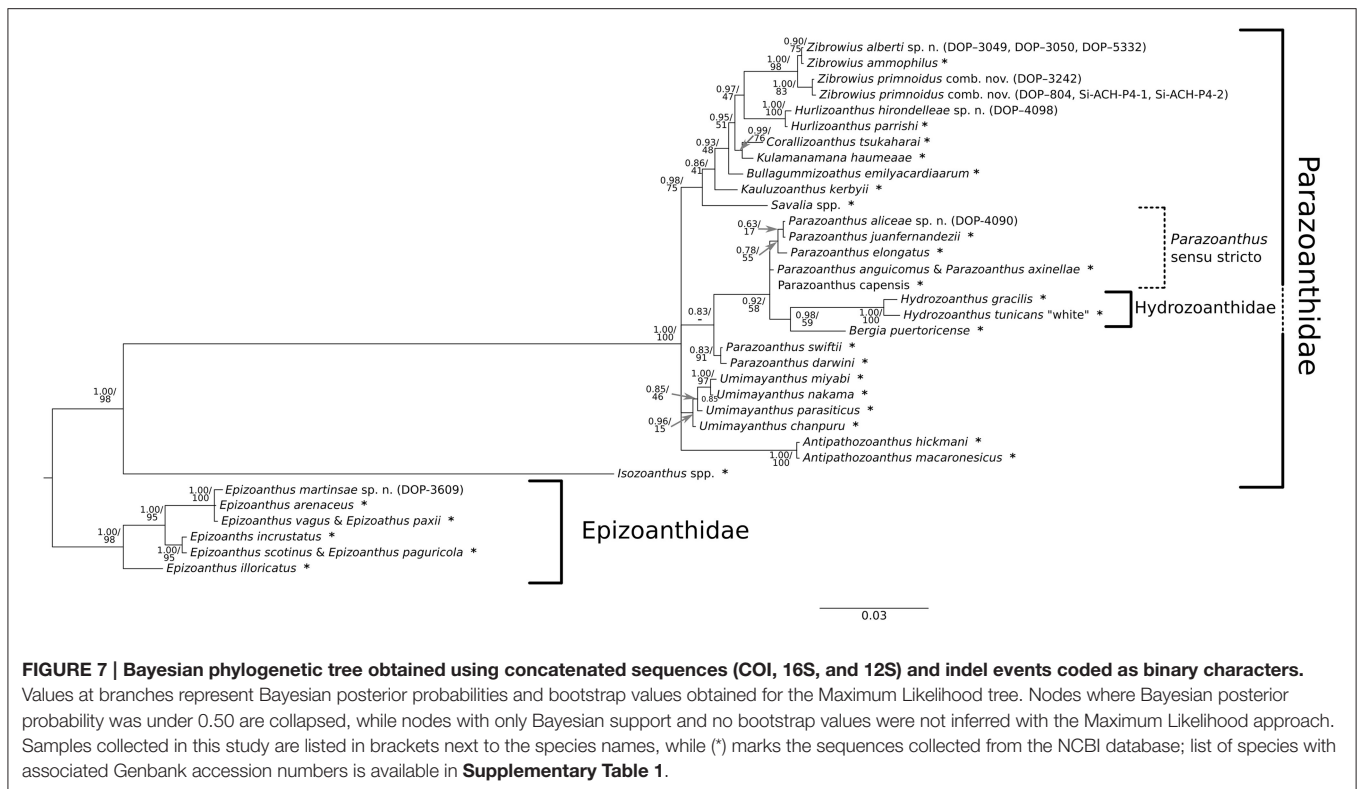 0.90/
75
Zibrowius alberti sp. n. (DOP–3049, DOP–3050, DOP–5332)
1.00/
98
Zibrowius ammophilus *
Zibrowius primnoidus comb. nov. (DOP–3242)
1.00/
83
0.97/
47
Zibrowius primnoidus comb. nov. (DOP–804, Si-ACH-P4-1, Si-ACH-P4-2)
1.00/
100
Hurlizoanthus hirondelleae sp. n. (DOP–4098)
0.95/
51
Hurlizoanthus parrishi *
0.99/
76
Corallizoanthus tsukaharai *
0.93/
48
Kulamanamana haumeaae *
0.86/
41
Bullagummizoathus emilyacardiaarum *
0.98/
75
Kauluzoanthus kerbyii *
Savalia spp. *
Parazoanthus aliceae sp. n. (DOP-4090)
0.63/
17
Parazoanthus juanfernandezii *
0.78/
55
Parazoanthus elongatus *
Parazoanthus
sensu stricto
Parazoanthus anguicomus & Parazoanthus axinellae *
Parazoanthus capensis *
0.92/
58
Hydrozoanthus gracilis *
Hydrozoanthidae
0.83/
-
0.98/
59
1.00/
100
Hydrozoanthus tunicans "white" *
Bergia puertoricense *
1.00/
100
Parazoanthus swiftii *
0.83/
91
Parazoanthus darwini *
Parazoanthidae
1.00/
97
Umimayanthus miyabi *
0.85/
46
0.85
Umimayanthus nakama *
Umimayanthus parasiticus *
0.96/
15
Umimayanthus chanpuru *
Antipathozoanthus hickmani *
1.00/
100
Antipathozoanthus macaronesicus *
1.00/
98
Isozoanthus spp. *
1.00/
100
Epizoanthus martinsae sp. n. (DOP-3609)
Epizoanthus arenaceus *
1.00/
95
Epizoanthus vagus & Epizoathus paxii *
Epizoanthidae
1.00/
98
Epizoanths incrustatus *
1.00/
95
Epizoanthus scotinus & Epizoanthus paguricola *
Epizoanthus illoricatus *
0.03
FIGURE 7 | Bayesian phylogenetic tree obtained using concatenated sequences (COI, 16S, and 12S) and indel events coded as binary characters.
Values at branches represent Bayesian posterior probabilities and bootstrap values obtained for the Maximum Likelihood tree. Nodes where Bayesian posterior
probability was under 0.50 are collapsed, while nodes with only Bayesian support and no bootstrap values were not inferred with the Maximum Likelihood approach.
Samples collected in this study are listed in brackets next to the species names, while (*) marks the sequences collected from the NCBI database; list of species with
associated Genbank accession numbers is available in Supplementary Table 1.